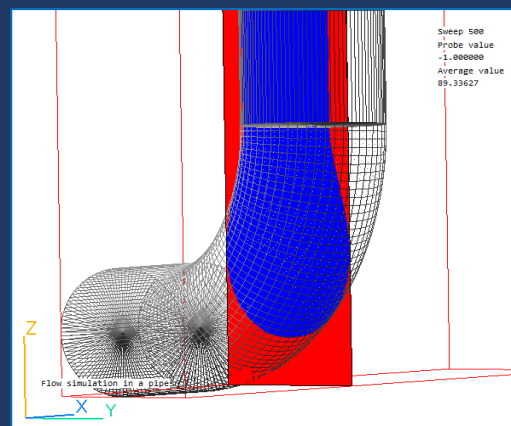 Sweep 500
Probe value
-1.000000
Average value
89.33627
Z
Flow simulation in a pipe
X
Y